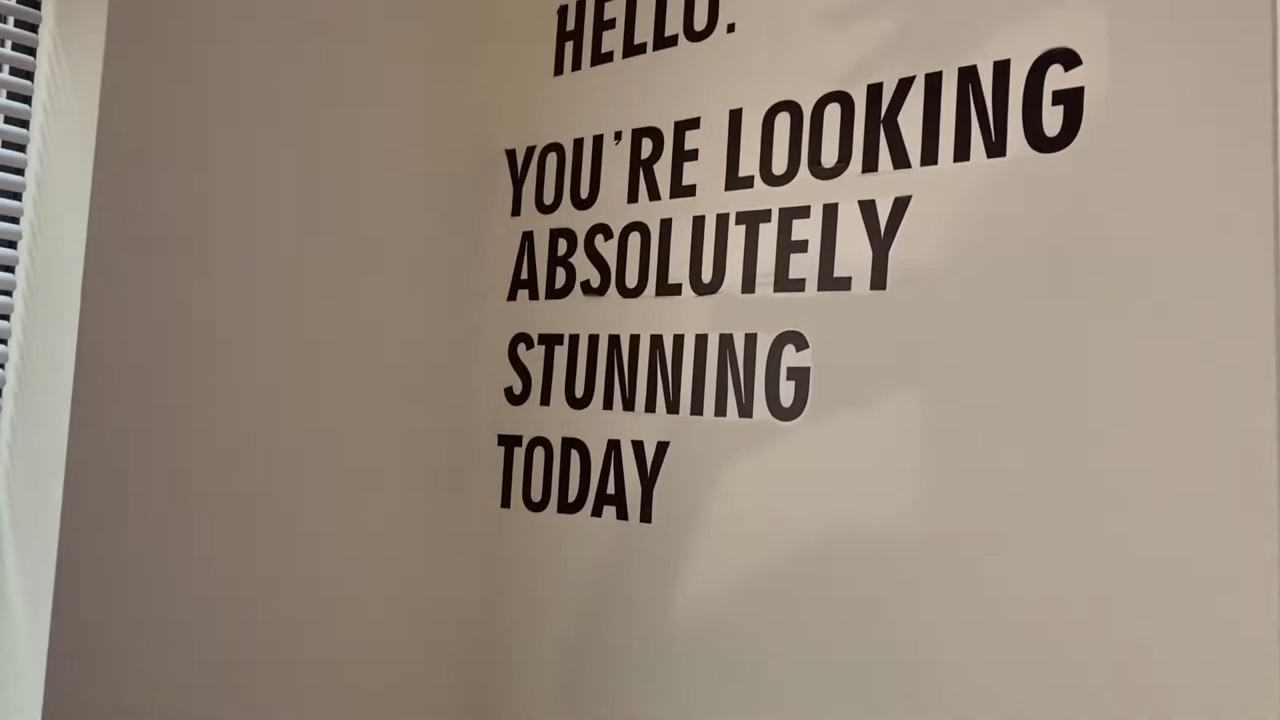 HELLO.
YOU'RE LOOKING
ABSOLUTELY
STUNNING
TODAY